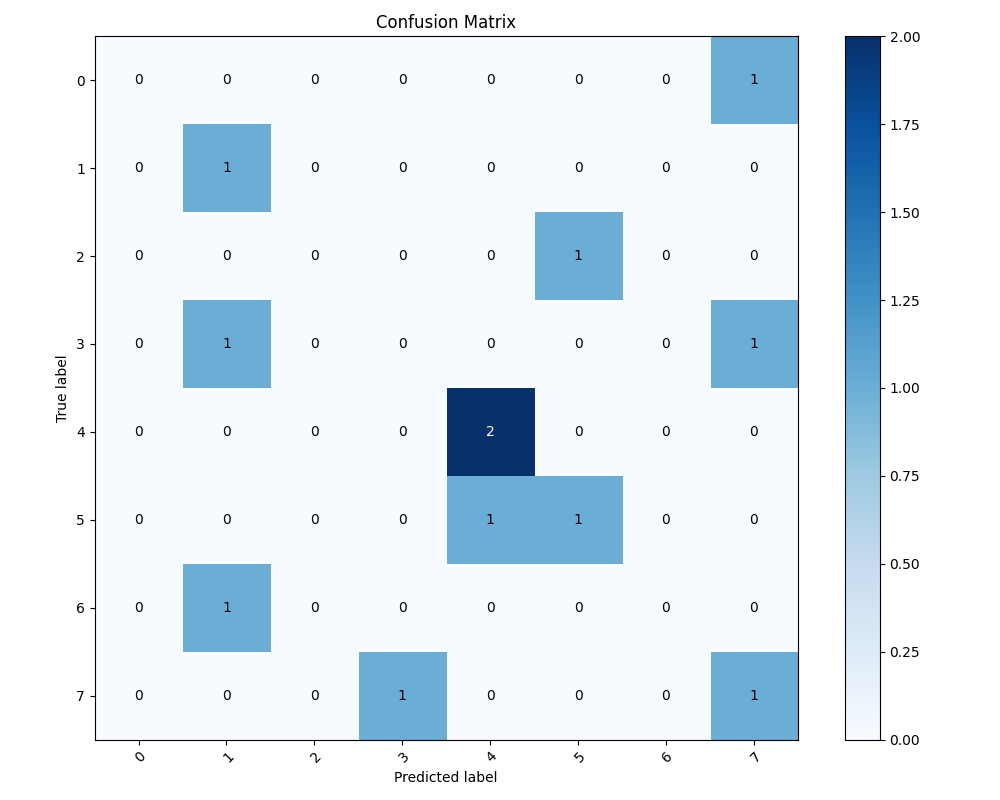 Confusion Matrix
True label
0 0 0 0 0 0 0 0 1
1 0 1 0 0 0 0 0 0
2 0 0 0 0 0 1 0 0
3 0 1 0 0 0 0 0 1
4 0 0 0 0 2 0 0 0
5 0 0 0 0 1 1 0 0
6 0 1 0 0 0 0 0 0
7 0 0 0 1 0 0 0 1
0 1 2 3 4 5 6 7
Predicted label
2.00
1.75
1.50
1.25
1.00
0.75
0.50
0.25
0.00